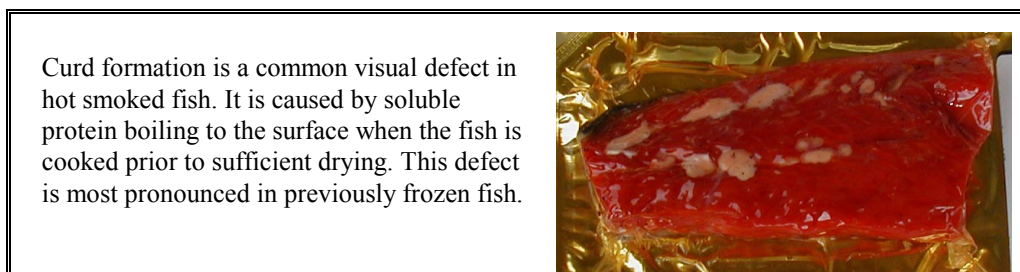 Curd formation is a common visual defect in
hot smoked fish. It is caused by soluble
protein boiling to the surface when the fish is
cooked prior to sufficient drying. This defect
is most pronounced in previously frozen fish.